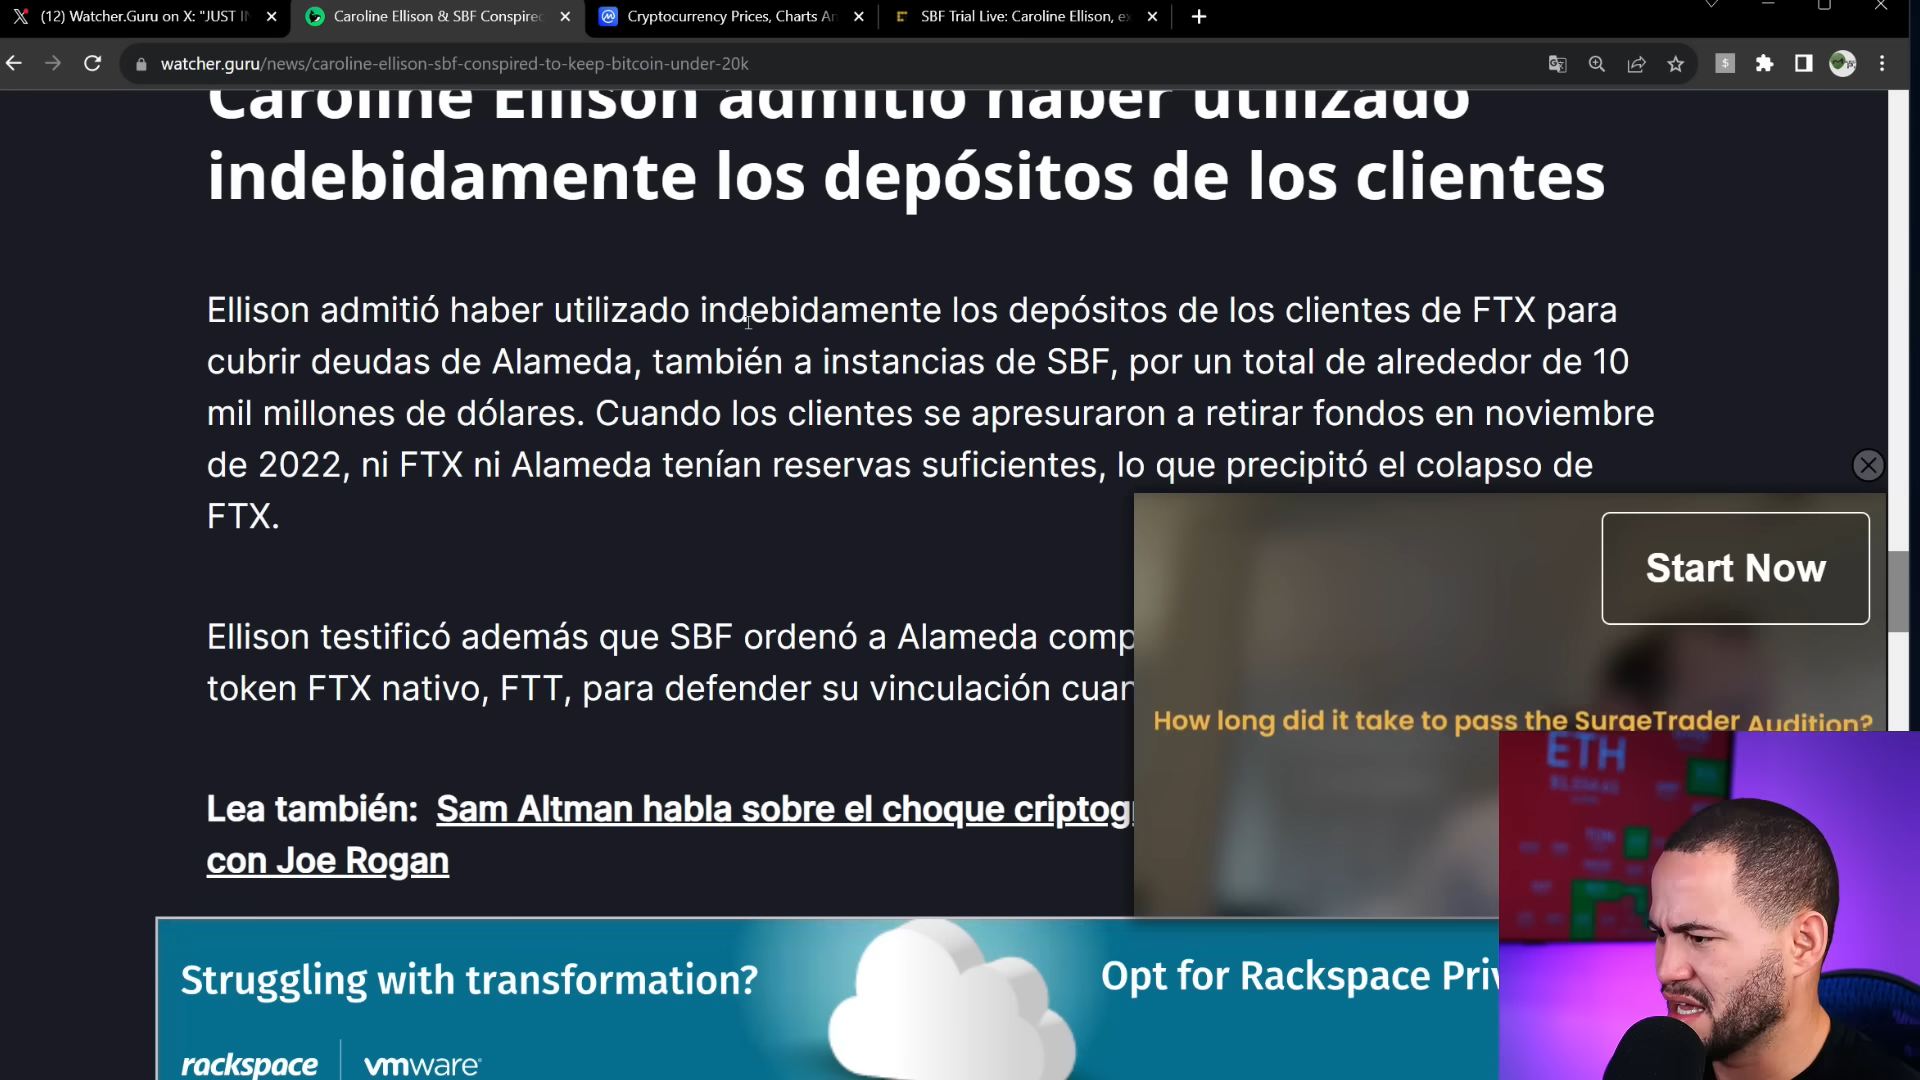 (12) Watcher.Guru on X: "JUST IN
Caroline Ellison & SBF Conspired
Cryptocurrency Prices, Charts An
SBF Trial Live: Caroline Ellison, ex
watcher.guru/news/caroline-ellison-sbf-conspired-to-keep-bitcoin-under-20k
Caroline Ellison admitió haber utilizado
indebidamente los depósitos de los clientes
Ellison admitió haber utilizado indebidamente los depósitos de los clientes de FTX para
cubrir deudas de Alameda, también a instancias de SBF, por un total de alrededor de 10
mil millones de dólares. Cuando los clientes se apresuraron a retirar fondos en noviembre
de 2022, ni FTX ni Alameda tenían reservas suficientes, lo que precipitó el colapso de
FTX.
Start Now
Ellison testificó además que SBF ordenó a Alameda comp
token FTX nativo, FTT, para defender su vinculación cuan
How long did it take to pass the SurgeTrader Audition?
ETH
Lea también: Sam Altman habla sobre el choque criptogr
con Joe Rogan
Struggling with transformation?
Opt for Rackspace Priv
rackspace
vmware